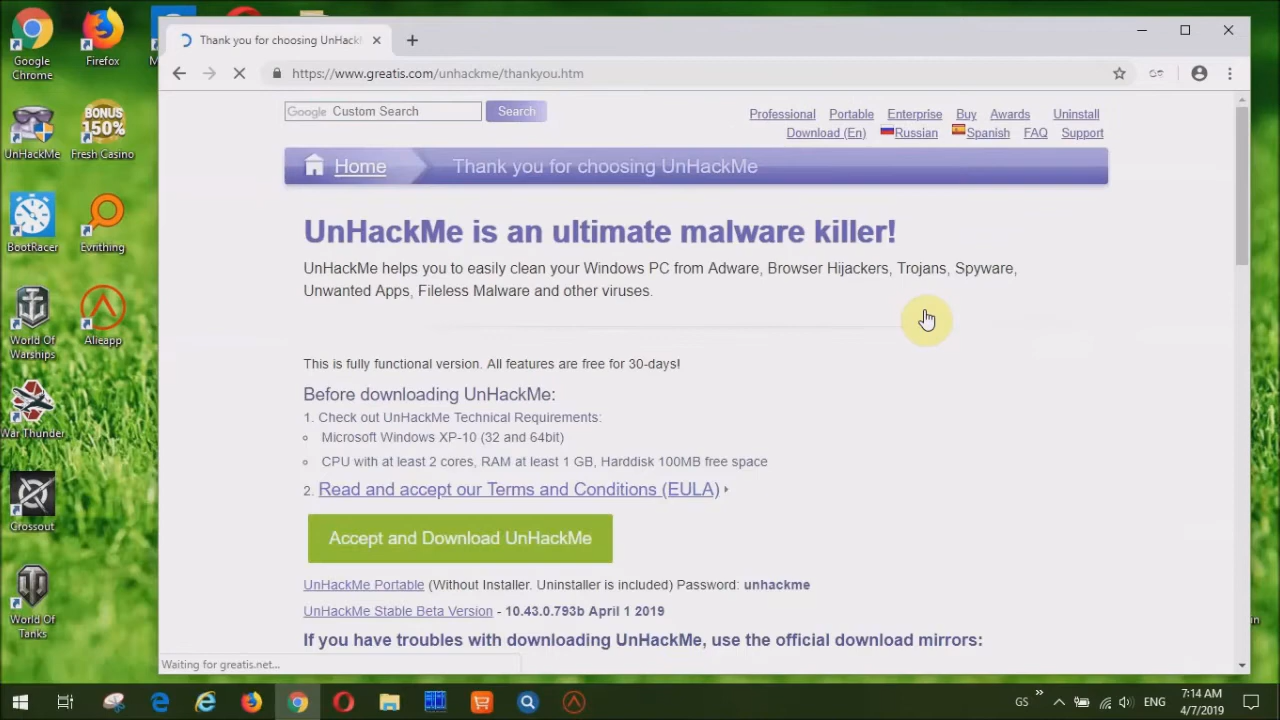 Thank you for choosing UnHack
https://www.greatis.com/unhackme/thankyou.htm
Google Custom Search
Search
Professional Portable Enterprise Buy Awards Uninstall
Download (En) Russian Spanish FAQ Support
Home Thank you for choosing UnHackMe
UnHackMe is an ultimate malware killer!
UnHackMe helps you to easily clean your Windows PC from Adware, Browser Hijackers, Trojans, Spyware,
Unwanted Apps, Fileless Malware and other viruses.
This is fully functional version. All features are free for 30-days!
Before downloading UnHackMe:
1. Check out UnHackMe Technical Requirements:
Microsoft Windows XP-10 (32 and 64bit)
CPU with at least 2 cores, RAM at least 1 GB, Harddisk 100MB free space
2. Read and accept our Terms and Conditions (EULA)
Accept and Download UnHackMe
UnHackMe Portable (Without Installer. Uninstaller is included) Password: unhackme
UnHackMe Stable Beta Version - 10.43.0.793b April 1 2019
If you have troubles with downloading UnHackMe, use the official download mirrors:
Waiting for greatis.net...
Google
Chrome
Firefox
UnHackMe
BONUS
150%
Fresh Casino
BootRacer
Evrithing
World Of
Warships
Alieapp
War Thunder
Crossout
World Of
Tanks
GS
ENG
7:14 AM
4/7/2019